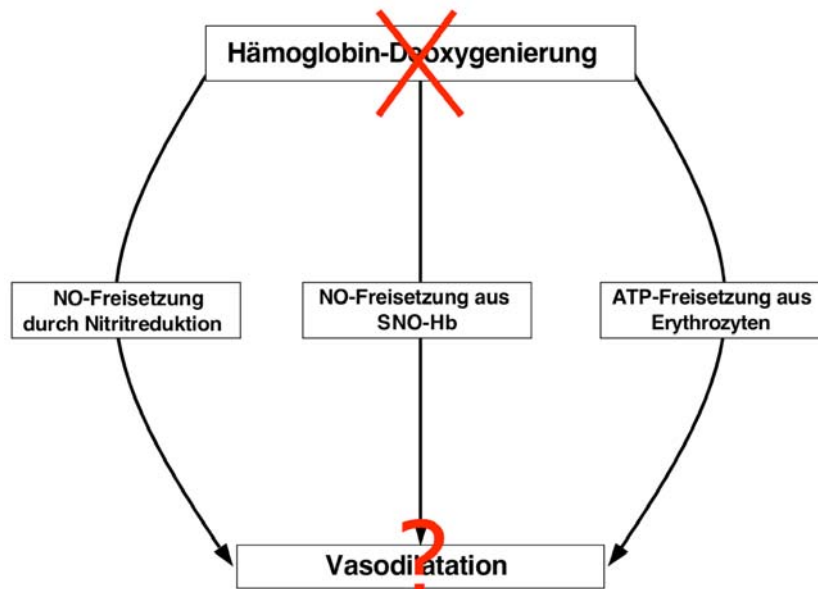 Hämoglobin-Deoxygenierung
NO-Freisetzung
durch Nitritreduktion
NO-Freisetzung aus
SNO-Hb
ATP-Freisetzung aus
Erythrozyten
?
Vasodilatation